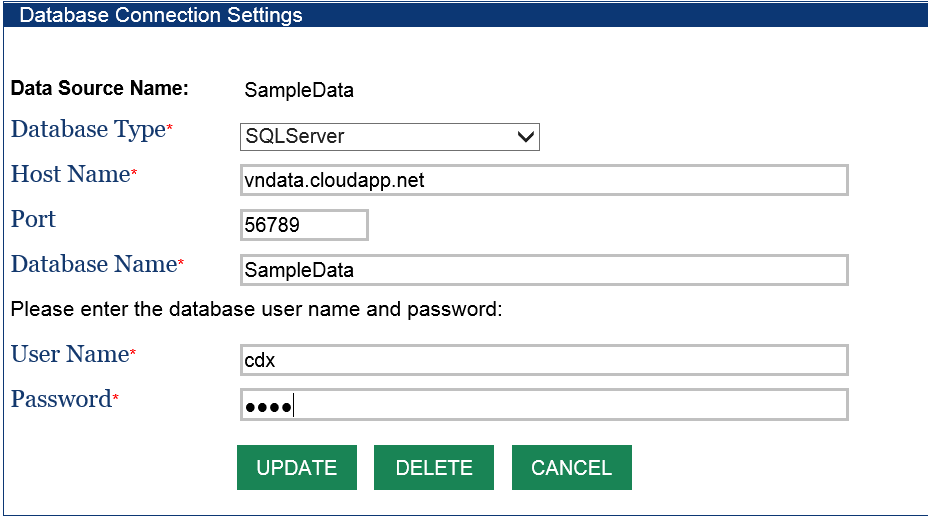 Database Connection Settings
Data Source Name: SampleData
Database Type* SQLServer
Host Name* vndata.cloudapp.net
Port 56789
Database Name* SampleData
Please enter the database user name and password:
User Name* cdx
Password* ●●●●
UPDATE DELETE CANCEL